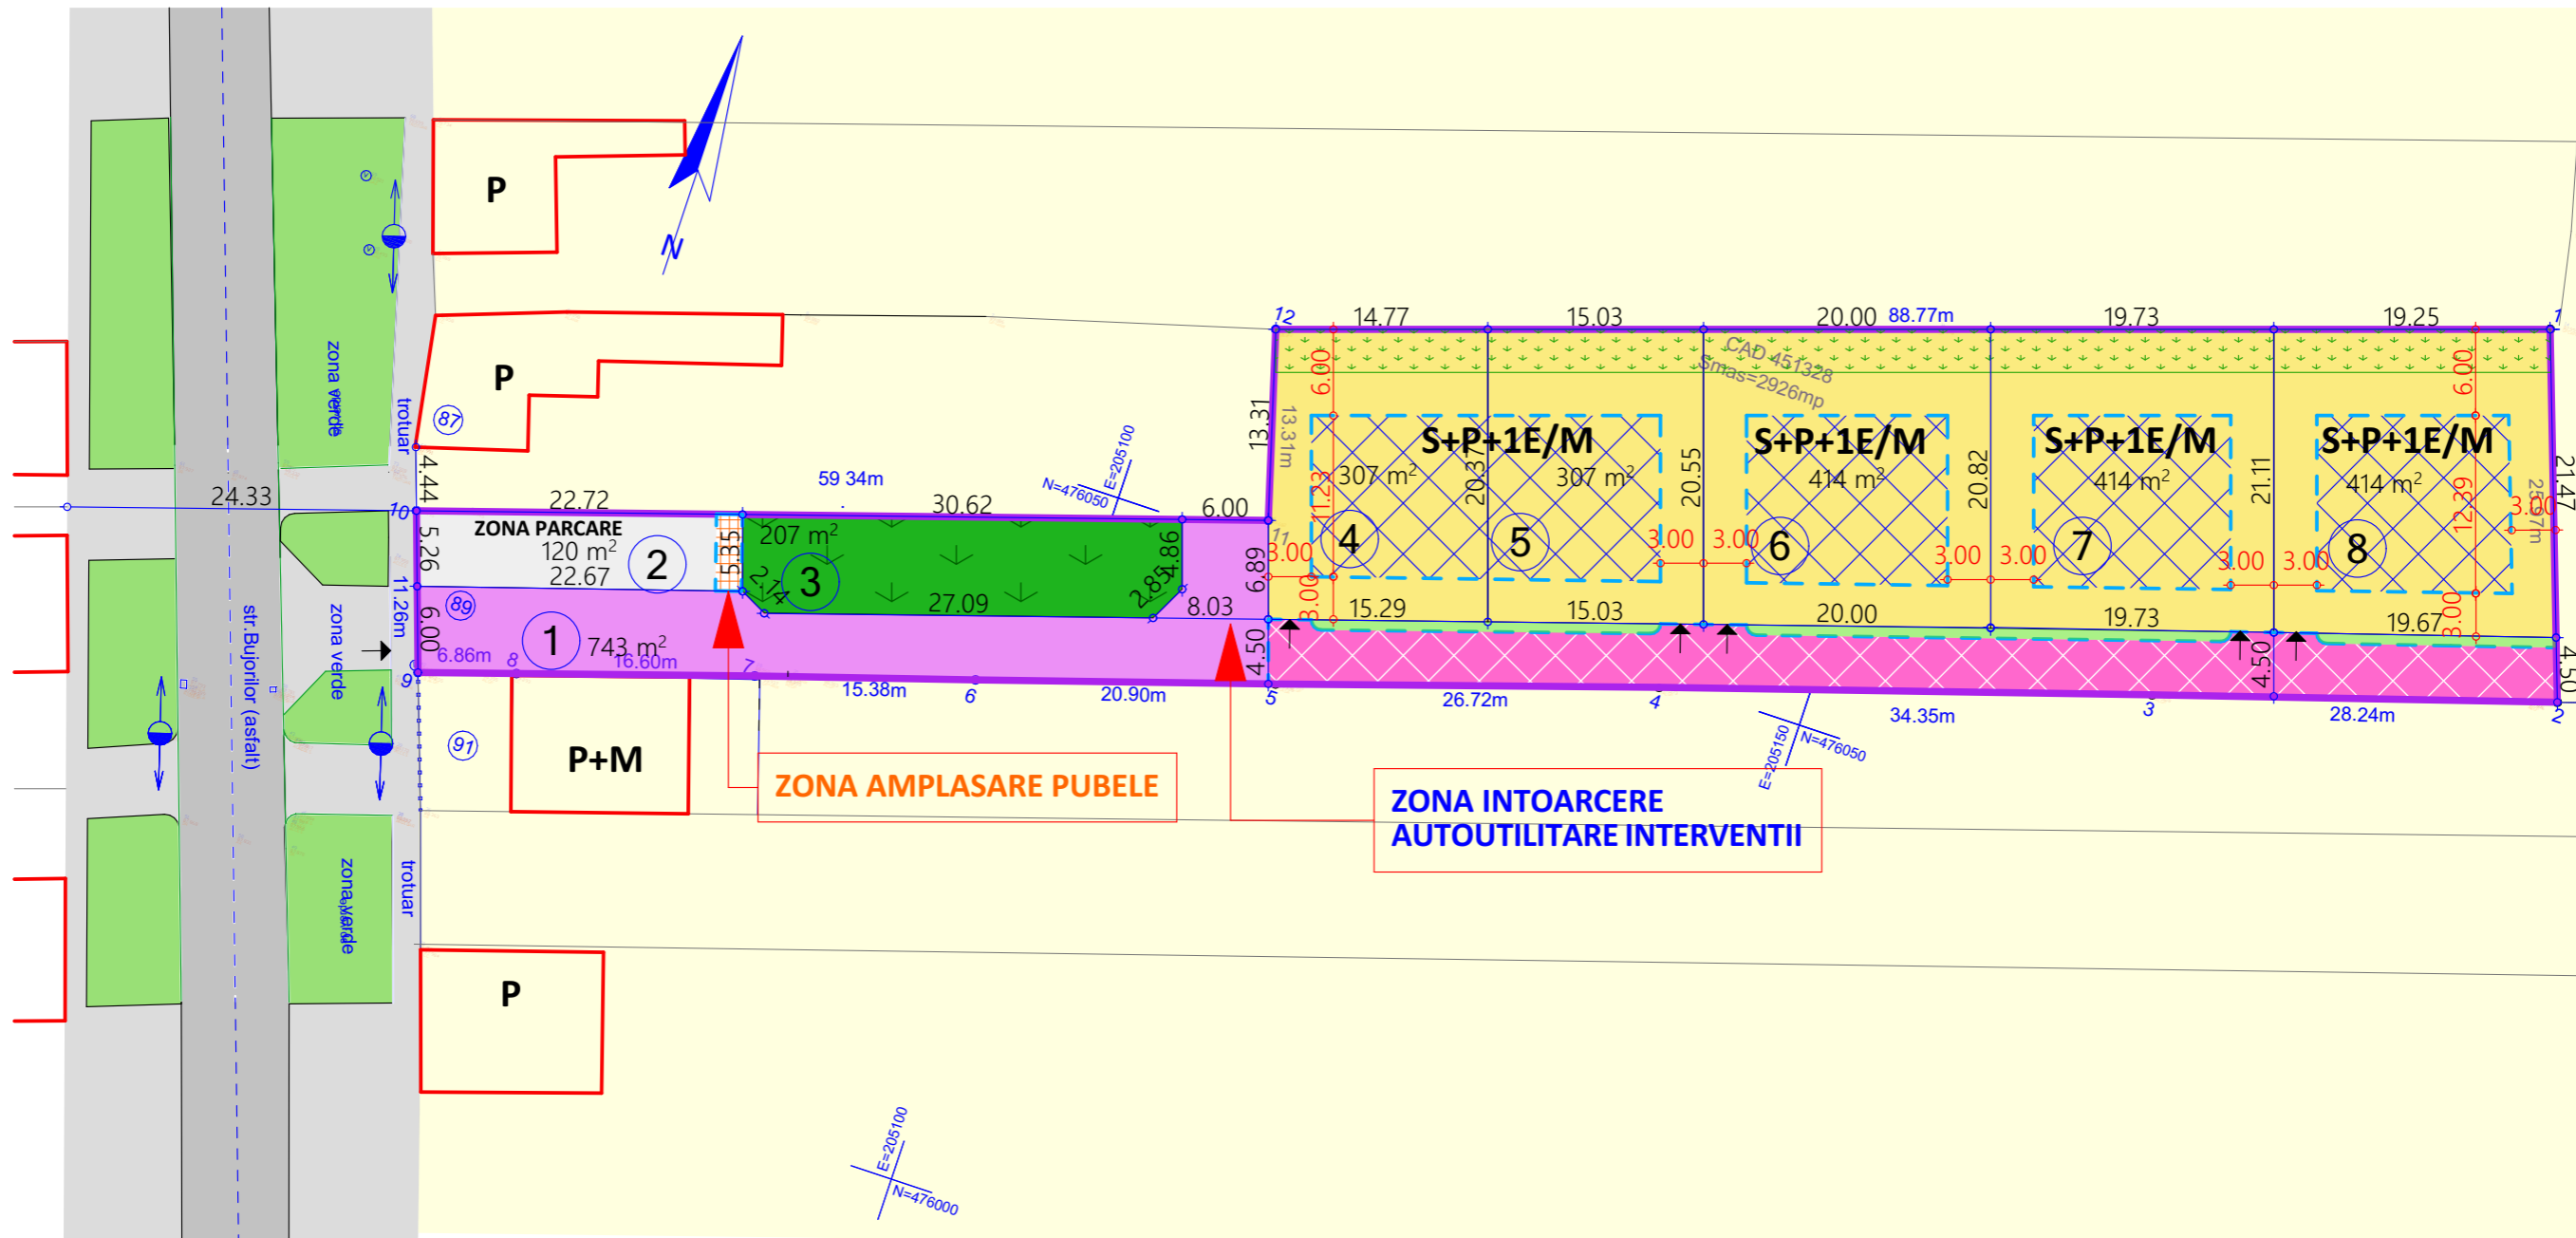 P
N
P
87
zona verde
trotuar
12
14.77
15.03
20.00
88.77m
19.73
19.25
1
CAD 451328
Smas=2926mp
6.00
6.00
13.31
13.31m
S+P+1E/M
S+P+1E/M
S+P+1E/M
S+P+1E/M
307 m²
307 m²
414 m²
414 m²
414 m²
11.23
20.37
20.55
20.82
21.11
12.39
21.47
25.97m
4.44
24.33
10
22.72
59 34m
30.62
N=476050
E=205100
6.00
11
ZONA PARCARE
120 m²
22.67
2
5.26
5.35
207 m²
3
2.14
27.09
2.85
4.86
8.03
6.89
3.00
4
5
3.00
3.00
6
3.00
3.00
7
3.00
3.00
8
3.00
3.00
3.00
15.29
15.03
20.00
19.73
19.67
11.26m
89
6.00
1
743 m²
6.86m
8
16.60m
7
9
4.50
4.50
4.50
15.38m
6
20.90m
5
26.72m
4
34.35m
3
28.24m
2
str.Bujorilor (asfalt)
zona verde
91
P+M
ZONA AMPLASARE PUBELE
ZONA INTOARCERE
AUTOUTILITARE INTERVENTII
E=205150
N=476050
zona verde
trotuar
P
E=205100
N=476000